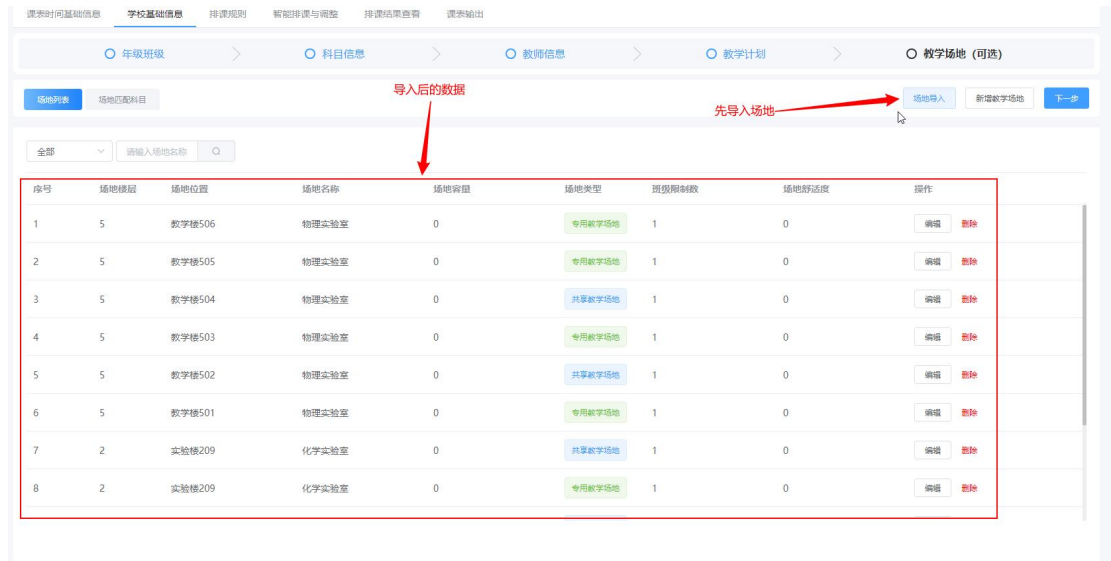 课表时间基础信息 学校基础信息 排课规则 智能排课与调整 排课结果查看 课表输出
年级班级 科目信息 教师信息 教学计划 教学场地（可选）
导入后的数据
场地列表 场地匹配科目 先导入场地 场地导入 新增教学场地 下一步
全部 请输入场地名称
序号 场地楼层 场地位置 场地名称 场地容量 场地类型 班级限制数 场地舒适度 操作
1 5 教学楼506 物理实验室 0 专用教学场地 1 0 编辑 删除
2 5 教学楼505 物理实验室 0 专用教学场地 1 0 编辑 删除
3 5 教学楼504 物理实验室 0 共享教学场地 1 0 编辑 删除
4 5 教学楼503 物理实验室 0 专用教学场地 1 0 编辑 删除
5 5 教学楼502 物理实验室 0 共享教学场地 1 0 编辑 删除
6 5 教学楼501 物理实验室 0 专用教学场地 1 0 编辑 删除
7 2 实验楼209 化学实验室 0 共享教学场地 1 0 编辑 删除
8 2 实验楼209 化学实验室 0 专用教学场地 1 0 编辑 删除